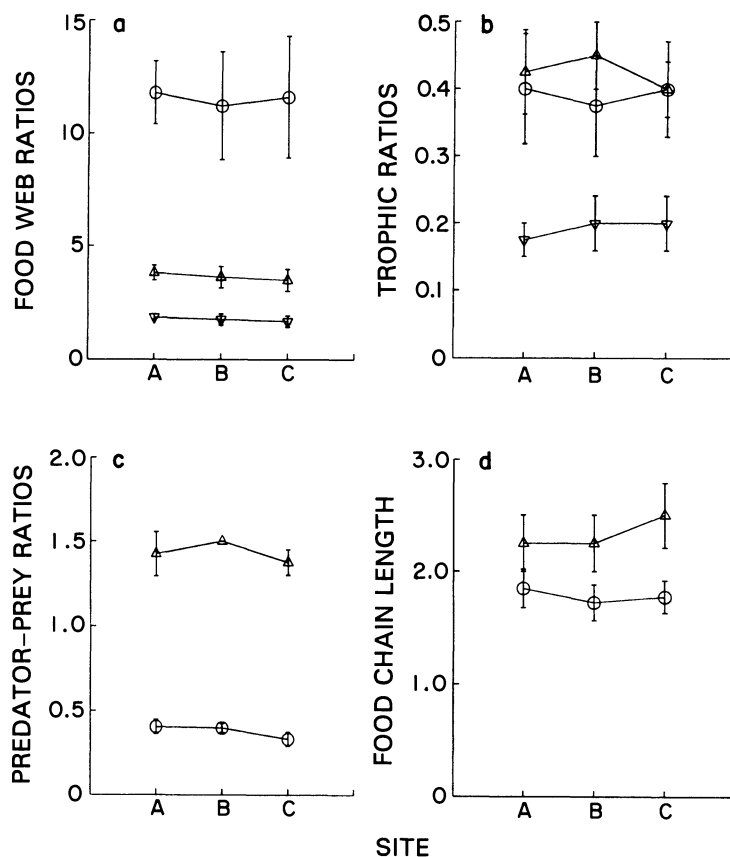 a
FOOD WEB RATIOS
15
10
5
0
A B C
b
TROPHIC RATIOS
0.5
0.4
0.3
0.2
0.1
0
A B C
c
PREDATOR-PREY RATIOS
2.0
1.5
1.0
0.5
0
A B C
d
FOOD CHAIN LENGTH
3.0
2.0
1.0
0
A B C
SITE